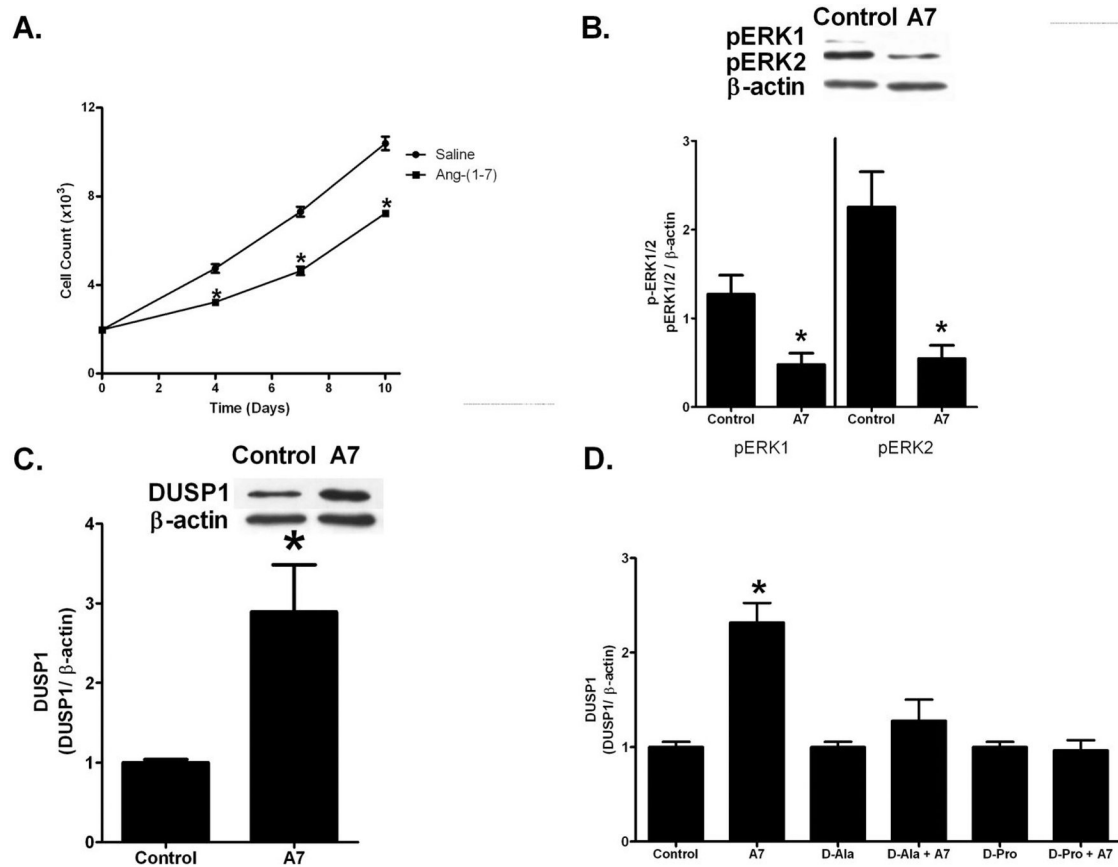 A.
12
8
4
0
Cell Count (x10³)
0 2 4 6 8 10
Time (Days)
Saline
Ang-(1-7)
*
*
*
B.
Control A7
pERK1
pERK2
β-actin
3
2
1
0
p-ERK1/2
pERK1/2 / β-actin
*
*
Control A7 Control A7
pERK1 pERK2
C.
Control A7
DUSP1
β-actin
4
3
2
1
0
DUSP1
(DUSP1/ β-actin)
*
Control A7
D.
3
2
1
0
DUSP1
(DUSP1/ β-actin)
*
Control A7 D-Ala D-Ala + A7 D-Pro D-Pro + A7